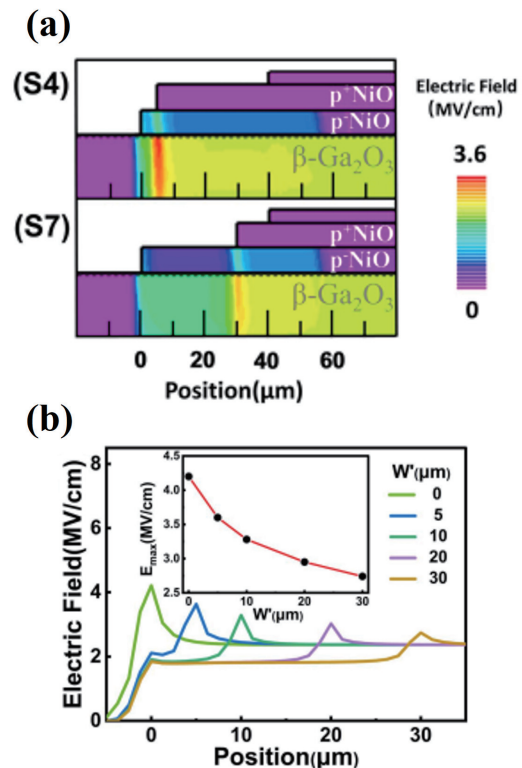 (a)
(S4)
p⁺NiO
p⁻NiO
β-Ga₂O₃
(S7)
p⁺NiO
p⁻NiO
β-Ga₂O₃
0 20 40 60
Position(μm)
Electric Field
(MV/cm)
3.6
0
(b)
Electric Field(MV/cm)
8
6
4
2
0
0 10 20 30
Position(μm)
Eₘₐₓ(MV/cm)
4.5
4.0
3.5
3.0
2.5
0 10 20 30
W'(μm)
W'(μm)
0
5
10
20
30